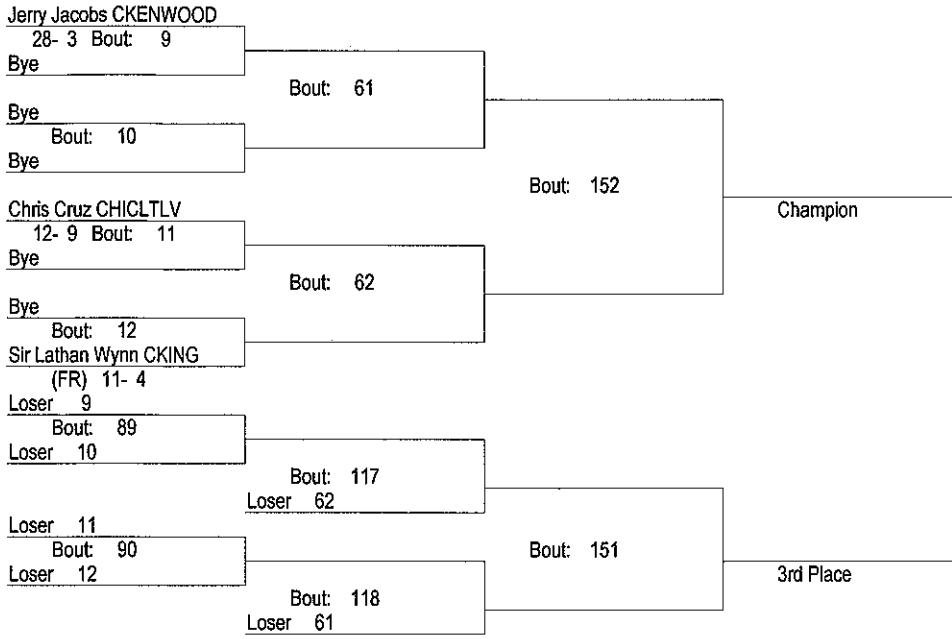 Jerry Jacobs CKENWOOD
28- 3 Bout: 9
Bye
Bout: 61
Bye
Bout: 10
Bye
Bout: 152
Champion
Chris Cruz CHICLTLV
12- 9 Bout: 11
Bye
Bout: 62
Bye
Bout: 12
Sir Lathan Wynn CKING
(FR) 11- 4
Loser 9
Bout: 89
Loser 10
Bout: 117
Loser 62
Loser 11
Bout: 90
Loser 12
Bout: 151
3rd Place
Bout: 118
Loser 61